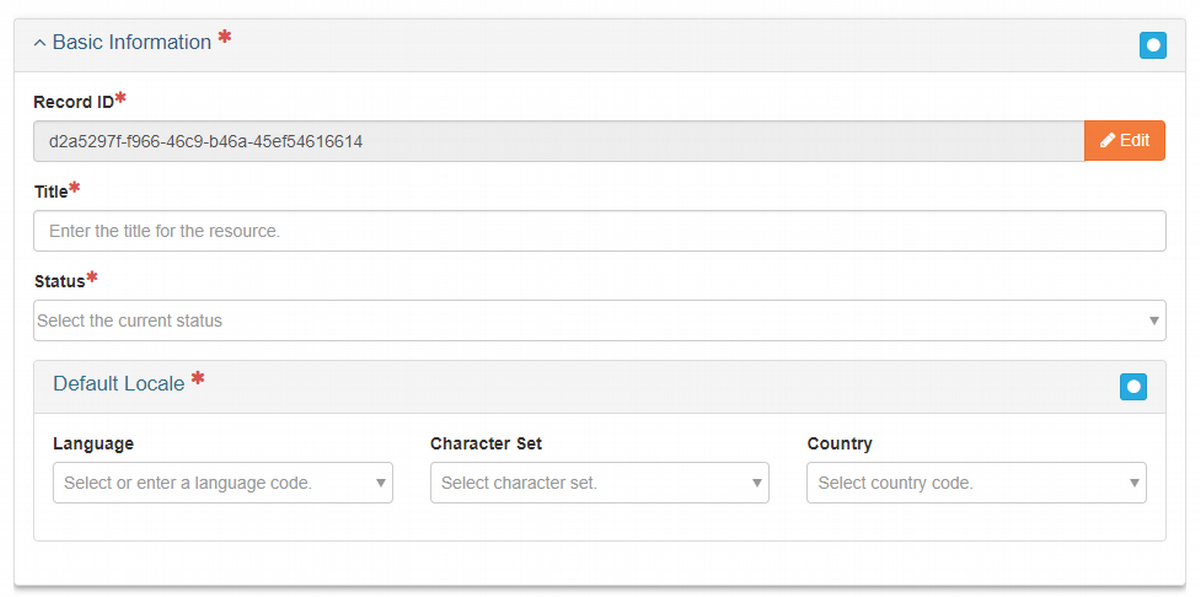 Basic Information *
Record ID*
d2a5297f-f966-46c9-b46a-45ef54616614 Edit
Title*
Enter the title for the resource.
Status*
Select the current status
Default Locale *
Language Character Set Country
Select or enter a language code. Select character set. Select country code.